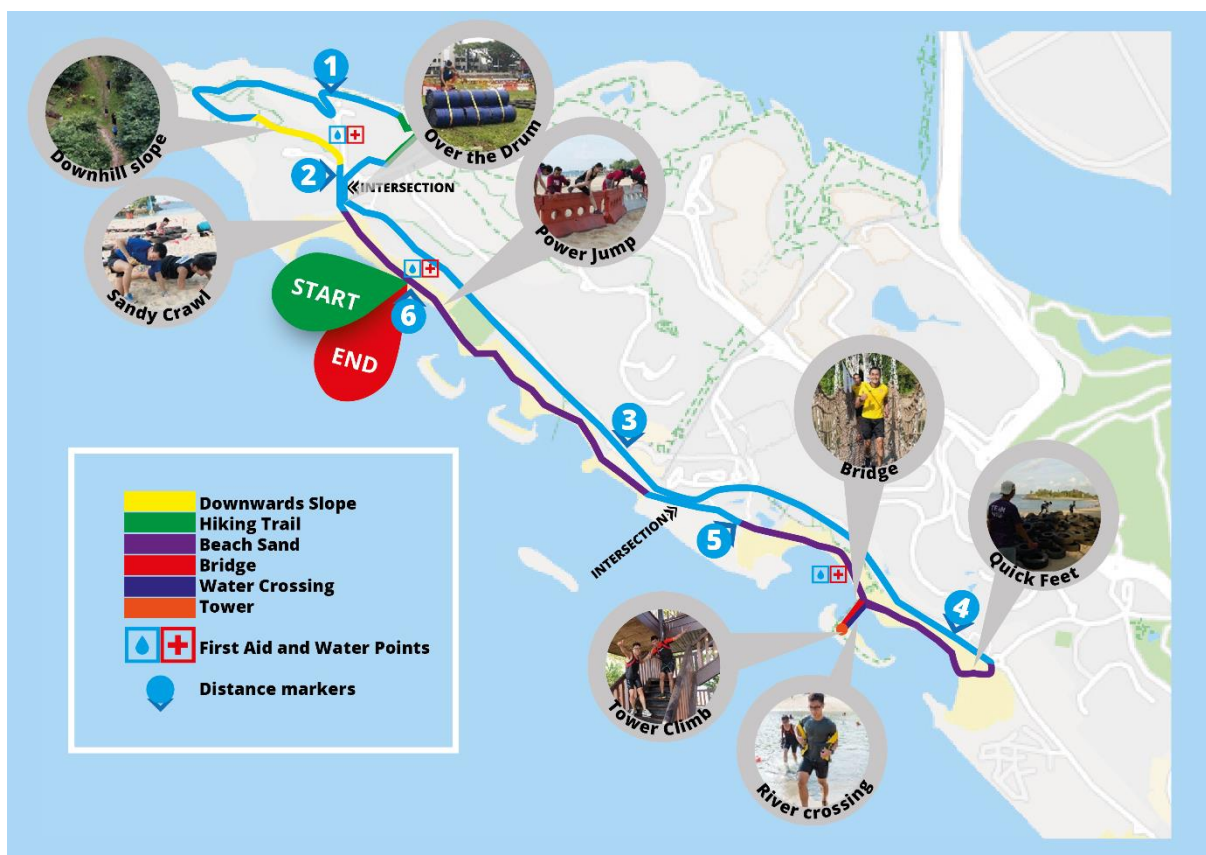 1
Downhill Slope
Over the Drum
2
INTERSECTION
Power Jump
Sandy Crawl
START
6
END
3
Bridge
INTERSECTION
5
Quick Feet
4
Tower Climb
River crossing
Downwards Slope
Hiking Trail
Beach Sand
Bridge
Water Crossing
Tower
First Aid and Water Points
Distance markers